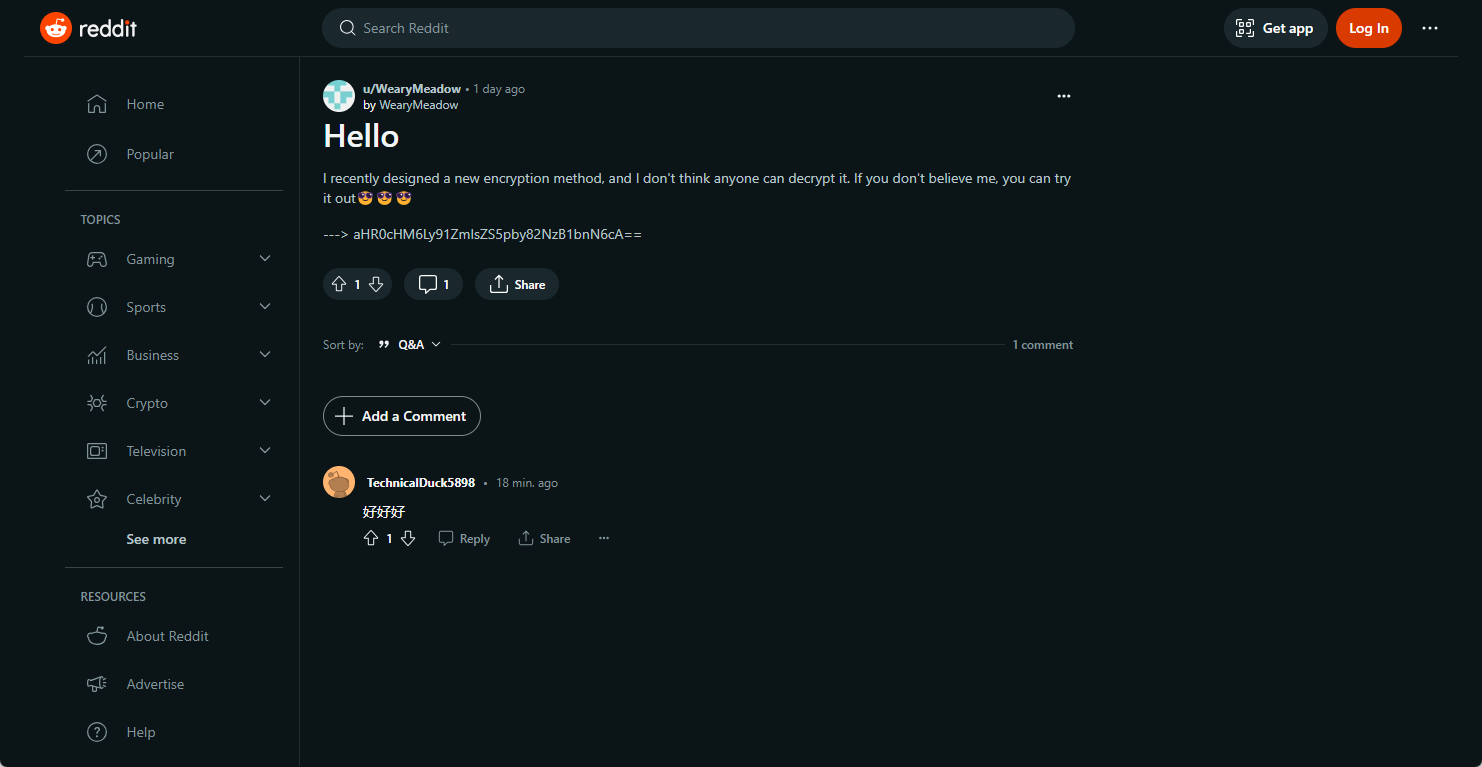 reddit
Search Reddit
Get app
Log In
Home
Popular
TOPICS
Gaming
Sports
Business
Crypto
Television
Celebrity
See more
RESOURCES
About Reddit
Advertise
Help
u/WearyMeadow • 1 day ago
by WearyMeadow
Hello
I recently designed a new encryption method, and I don't think anyone can decrypt it. If you don't believe me, you can try
it out😎😎😎
---> aHR0cHM6Ly91ZmlsZS5pby82NzB1bnN6cA==
1
1
Share
Sort by:
Q&A
1 comment
Add a Comment
TechnicalDuck5898 • 18 min. ago
好好好
1
Reply
Share